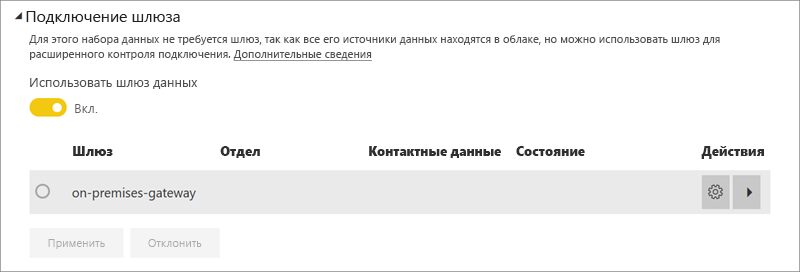 Подключение шлюза
Для этого набора данных не требуется шлюз, так как все его источники данных находятся в облаке, но можно использовать шлюз для
расширенного контроля подключения. Дополнительные сведения
Использовать шлюз данных
Вкл.
Шлюз Отдел Контактные данные Состояние Действия
on-premises-gateway
Применить Отклонить